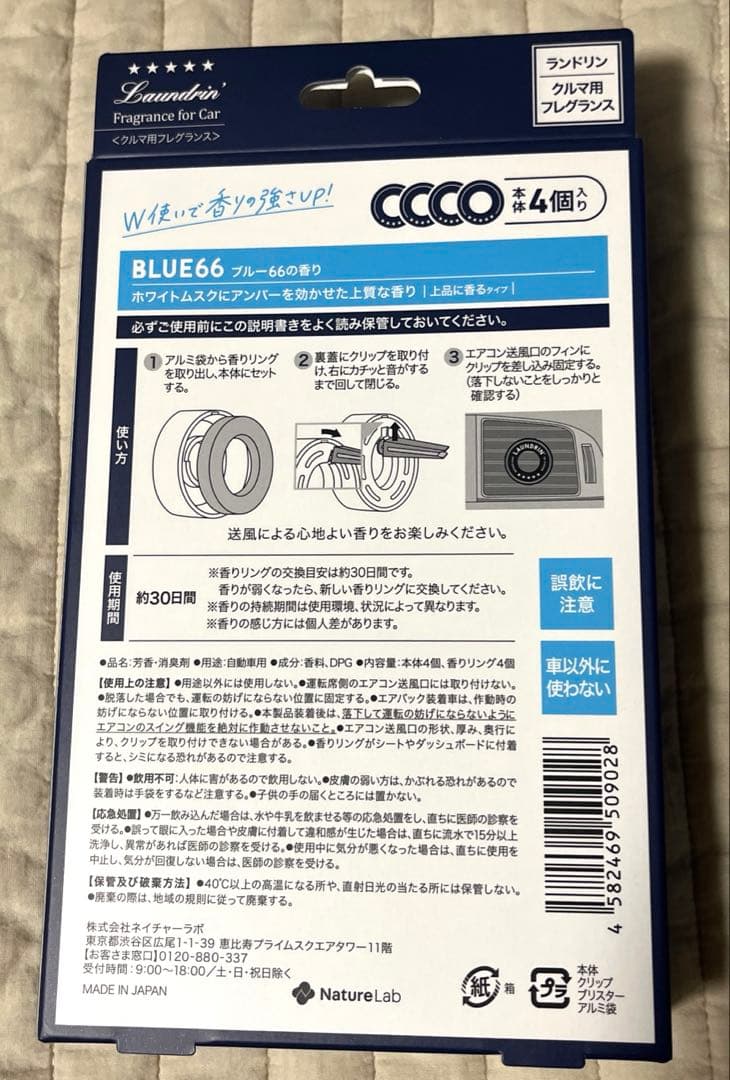 ★★★★★
Laundrin'
Fragrance for Car
<クルマ用フレグランス>
ランドリン
クルマ用
フレグランス
W使いで香りの強さUP!
本体4個入り
BLUE66 ブルー66の香り
ホワイトムスクにアンバーを効かせた上質な香り｜上品に香るタイプ｜
必ずご使用前にこの説明書きをよく読み保管しておいてください。
使い方
1 アルミ袋から香りリング
を取り出し、本体にセット
する。
2 裏蓋にクリップを取り付
け、右にカチッと音がする
まで回して閉じる。
3 エアコン送風口のフィンに
クリップを差し込み固定する。
(落下しないことをしっかりと
確認する)
LAUNDRIN'
送風による心地よい香りをお楽しみください。
使用期間
約30日間
※香りリングの交換目安は約30日間です。
香りが弱くなったら、新しい香りリングに交換してください。
※香りの持続期間は使用環境、状況によって異なります。
※香りの感じ方には個人差があります。
誤飲に
注意
車以外に
使わない
●品名:芳香・消臭剤 ●用途:自動車用 ●成分:香料、DPG ●内容量:本体4個、香りリング4個
【使用上の注意】●用途以外には使用しない。●運転席側のエアコン送風口には取り付けない。
●脱落した場合でも、運転の妨げにならない位置に固定する。●エアバック装着車は、作動時の
妨げにならない位置に取り付ける。●本製品装着後は、落下して運転の妨げにならないように
エアコンのスイング機能を絶対に作動させないこと。●エアコン送風口の形状、厚み、奥行に
より、クリップを取り付けできない場合がある。●香りリングがシートやダッシュボードに付着
すると、シミになる恐れがあるので注意する。
【警告】●飲用不可:人体に害があるので飲用しない。●皮膚の弱い方は、かぶれる恐れがあるので
装着時は手袋をするなど注意する。●子供の手の届くところには置かない。
【応急処置】●万一飲み込んだ場合は、水や牛乳を飲ませる等の応急処置をし、直ちに医師の診察を
受ける。●誤って眼に入った場合や皮膚に付着して違和感が生じた場合は、直ちに流水で15分以上
洗浄し、異常があれば医師の診察を受ける。●使用中に気分が悪くなった場合は、直ちに使用を
中止し、気分が回復しない場合は、医師の診察を受ける。
【保管及び破棄方法】●40℃以上の高温になる所や、直射日光の当たる所には保管しない。
●廃棄の際は、地域の規則に従って廃棄する。
4 582469 509028
株式会社ネイチャーラボ
東京都渋谷区広尾1-1-39 恵比寿プライムスクエアタワー11階
【お客さま窓口】0120-880-337
受付時間:9:00〜18:00/土・日・祝日除く
MADE IN JAPAN
NatureLab
紙 箱
プラ
本体
クリップ
ブリスター
アルミ袋